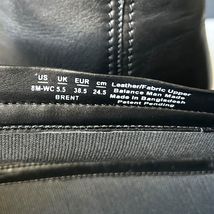 US UK EUR cm Leather/Fabric Upper
8M-WC 5.5 38.5 24.5 Balance Man Made
BRENT Made in Bangladesh
Patent Pending